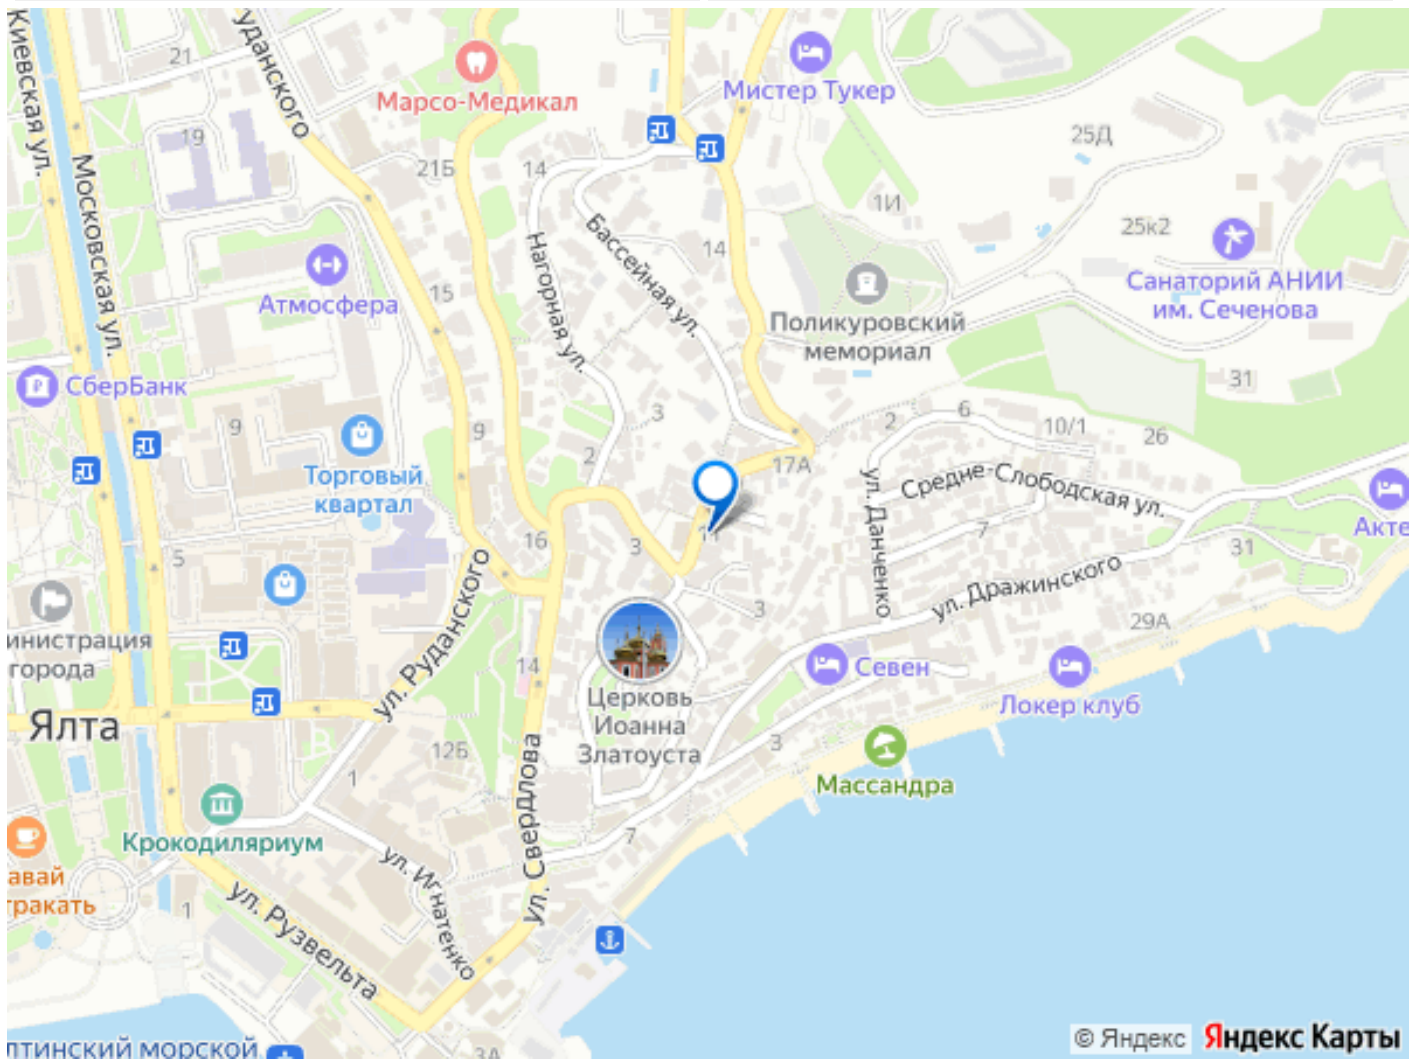 Киевская ул.
21
уданского
Марсо-Медикал
Мистер Тукер
25Д
19
Московская ул.
21Б
14
1И
25к2
Бассейная ул.
14
Нагорная ул.
Атмосфера
15
Санаторий АНИИ
им. Сеченова
Поликуровский
мемориал
СберБанк
31
9
9
3
2
6
10/1
26
2
Торговый
квартал
17А
ул. Данченко
Средне-Слободская ул.
Акте
5
16
3
11
7
31
ул. Дражинского
инистрация
города
ул. Руданского
3
29А
14
Севен
Локер клуб
Ялта
Церковь
Иоанна
Златоуста
12Б
3
1
Массандра
Крокодиляриум
ул. Свердлова
7
авай
тракать
ул. Игнатенко
1
ул. Рузвельта
лтинский морской
3А
© Яндекс
Яндекс Карты